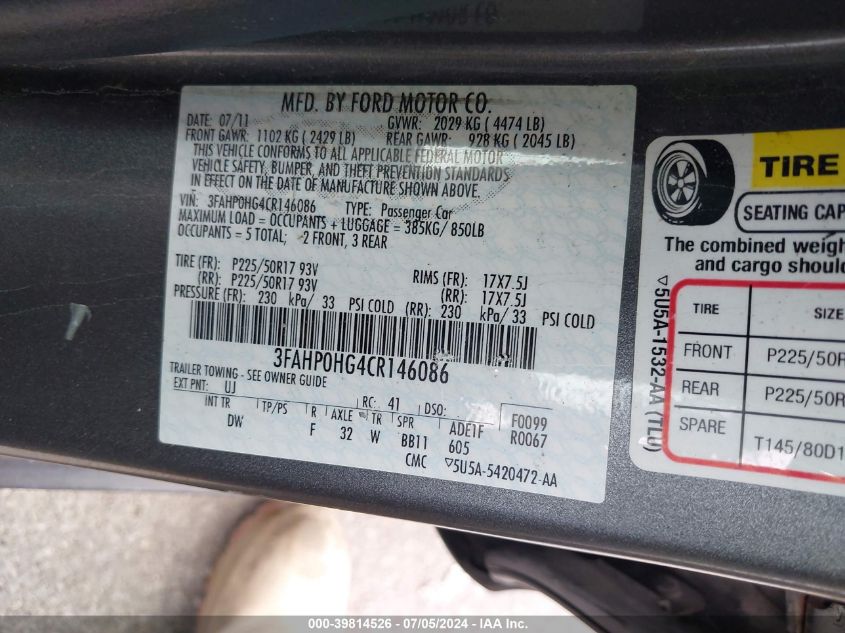 MFD. BY FORD MOTOR CO.
DATE: 07/11 GVWR: 2029 KG ( 4474 LB)
FRONT GAWR: 1102 KG ( 2429 LB) REAR GAWR: 928 KG ( 2045 LB)
THIS VEHICLE CONFORMS TO ALL APPLICABLE FEDERAL MOTOR
VEHICLE SAFETY, BUMPER, AND THEFT PREVENTION STANDARDS
IN EFFECT ON THE DATE OF MANUFACTURE SHOWN ABOVE.
VIN: 3FAHP0HG4CR146086 TYPE: Passenger Car
MAXIMUM LOAD = OCCUPANTS + LUGGAGE = 385KG/ 850LB
OCCUPANTS = 5 TOTAL; 2 FRONT, 3 REAR
TIRE (FR): P225/50R17 93V RIMS (FR): 17X7.5J
(RR): P225/50R17 93V (RR): 17X7.5J
PRESSURE (FR): 230 kPa/ 33 PSI COLD (RR): 230 kPa/ 33 PSI COLD
3FAHP0HG4CR146086
TRAILER TOWING - SEE OWNER GUIDE
EXT PNT: UJ RC: 41 DSO: F0099
INT TR TP/PS R AXLE TR SPR ADE1F R0067
DW F 32 W BB11 605
CMC ▽5U5A-5420472-AA
TIRE
SEATING CAP
The combined weigh
and cargo shoul
TIRE SIZE
FRONT P225/50R
REAR P225/50R
SPARE T145/80D1
▽5U5A-1532-AA (TLU)
000-39814526 - 07/05/2024 - IAA Inc.